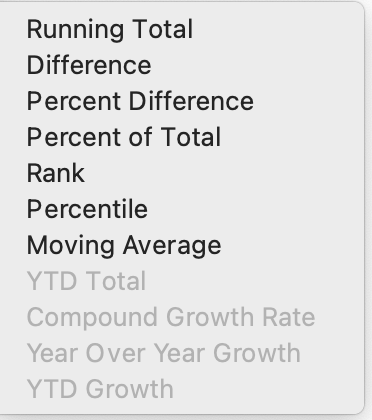 Running Total
Difference
Percent Difference
Percent of Total
Rank
Percentile
Moving Average
YTD Total
Compound Growth Rate
Year Over Year Growth
YTD Growth